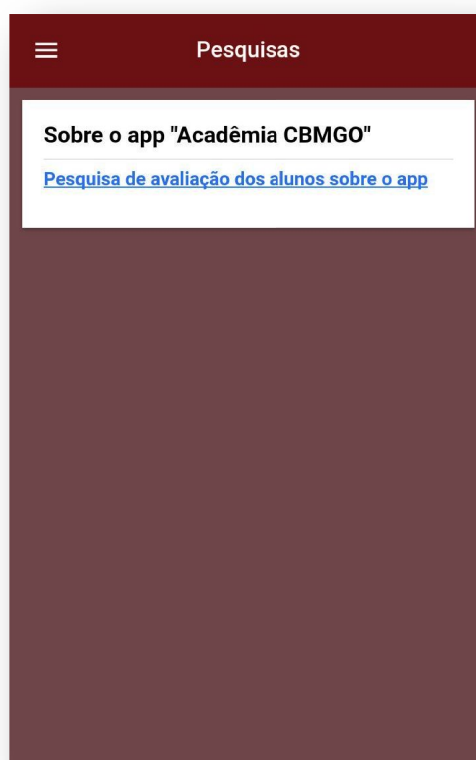 Pesquisas
Sobre o app "Acadêmia CBMGO"
Pesquisa de avaliação dos alunos sobre o app